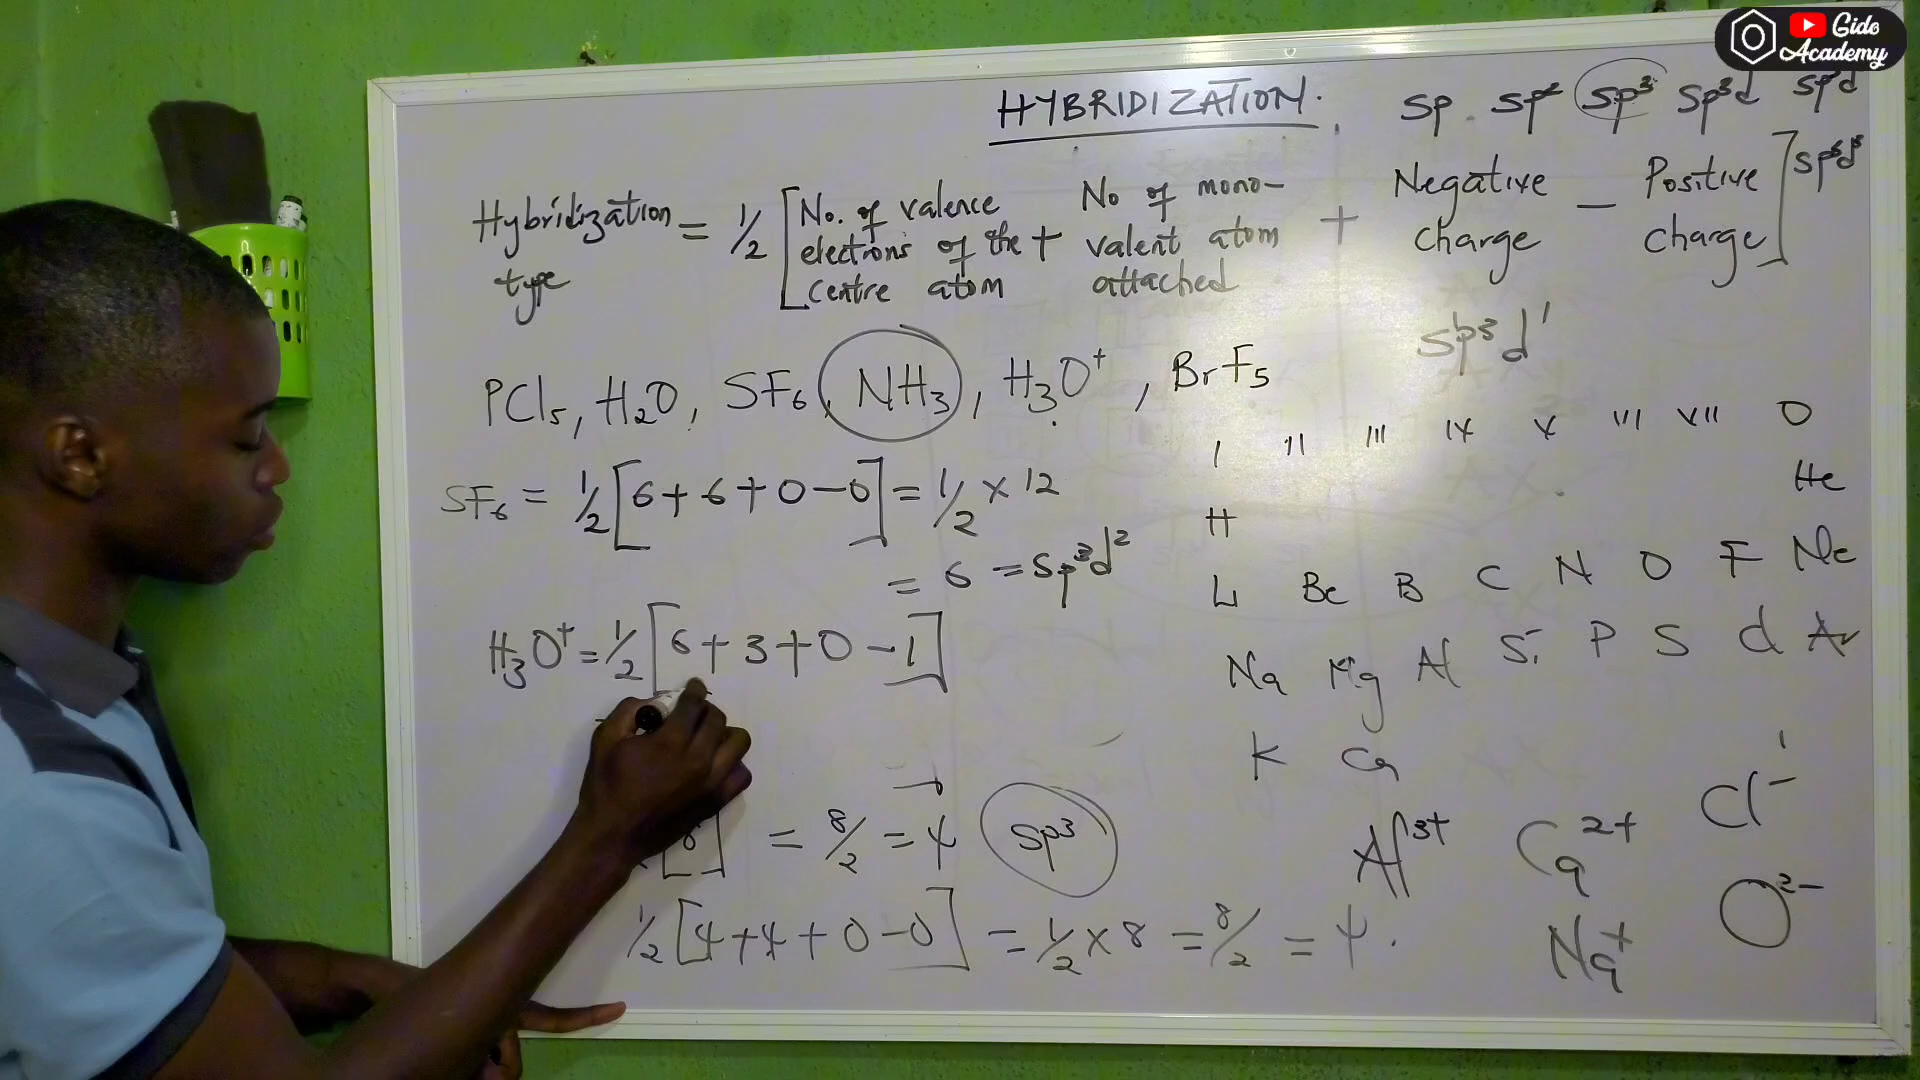 Gido Academy
HYBRIDIZATION.
sp . sp² sp³ sp³d sp³d²
sp³d³
Hybridization type = 1/2 [No. of valence electrons of the centre atom + No of mono-valent atom attached + Negative charge − Positive charge]
sp³d¹
PCl₅, H₂O, SF₆, NH₃, H₃O⁺, BrF₅
I II III IV V III VII O
SF₆ = 1/2 [6 + 6 + 0 − 0] = 1/2 × 12
= 6 = sp³d²
H₃O⁺ = 1/2 [6 + 3 + 0 − 1]
[8] = 8/2 = 4 sp³
1/2 [4 + 4 + 0 − 0] = 1/2 × 8 = 8/2 = 4.
He
H
Li Be B C N O F Ne
Na Mg Al Si P S Cl Ar
K Ca
Al³⁺ Ca²⁺ Cl⁻
Na⁺ O²⁻